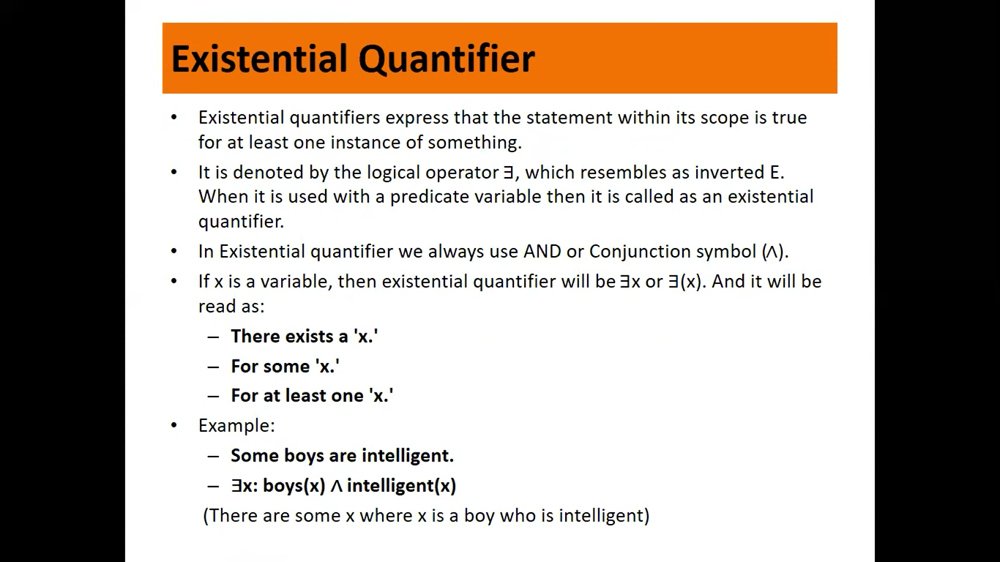 Existential Quantifier
• Existential quantifiers express that the statement within its scope is true
for at least one instance of something.
• It is denoted by the logical operator ∃, which resembles as inverted E.
When it is used with a predicate variable then it is called as an existential
quantifier.
• In Existential quantifier we always use AND or Conjunction symbol (Λ).
• If x is a variable, then existential quantifier will be ∃x or ∃(x). And it will be
read as:
– There exists a 'x.'
– For some 'x.'
– For at least one 'x.'
• Example:
– Some boys are intelligent.
– ∃x: boys(x) Λ intelligent(x)
(There are some x where x is a boy who is intelligent)